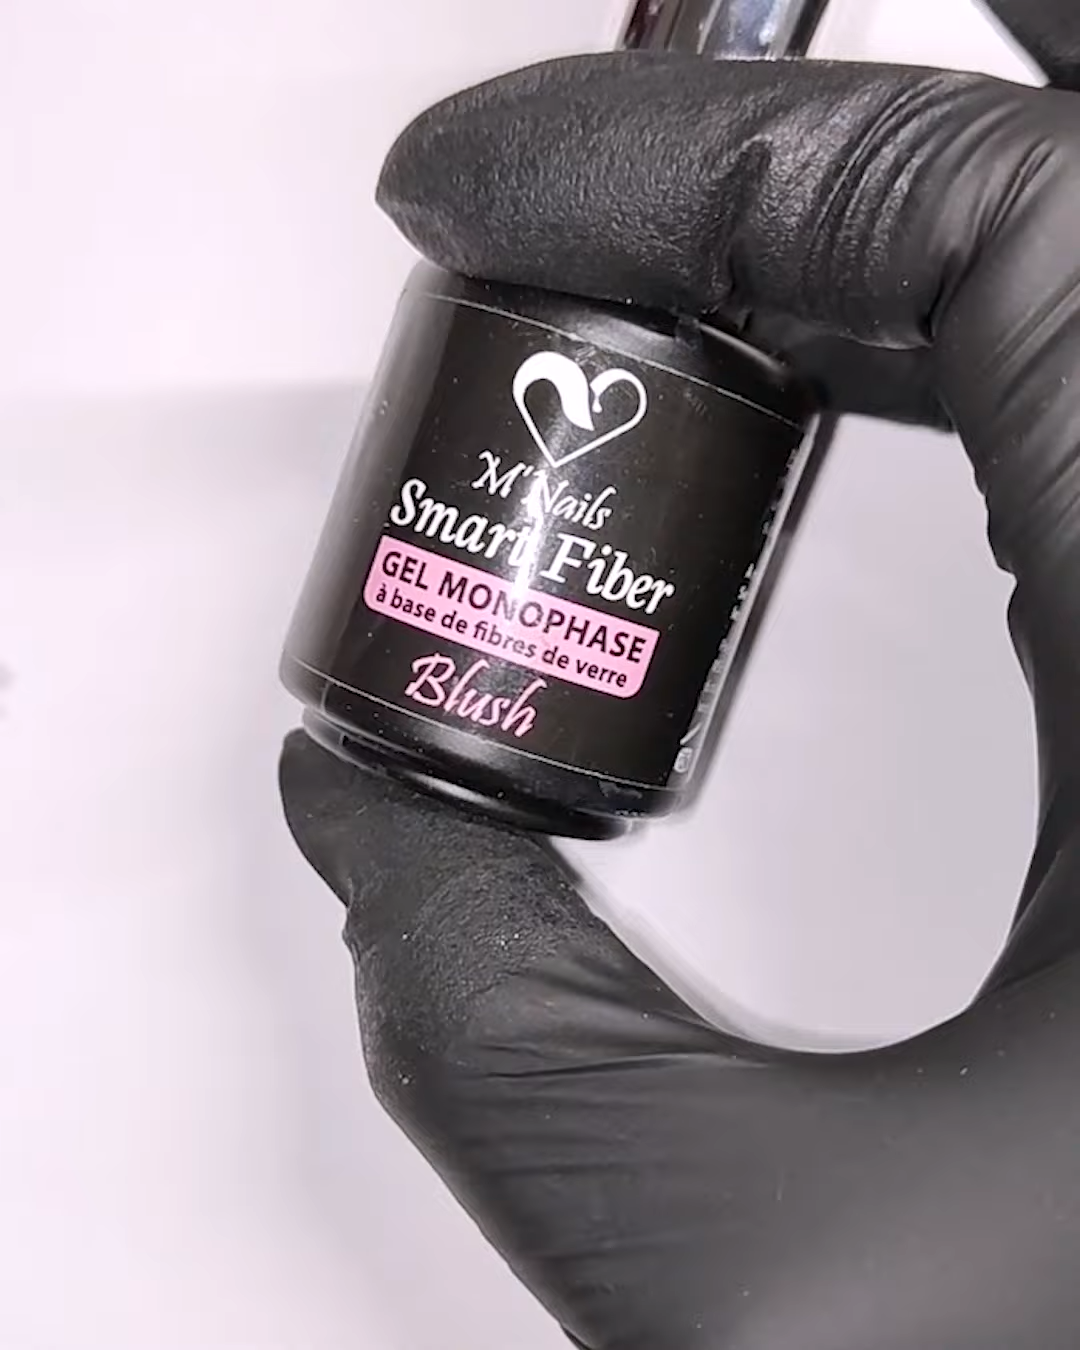 M'Nails
Smart Fiber
GEL MONOPHASE
à base de fibres de verre
Blush